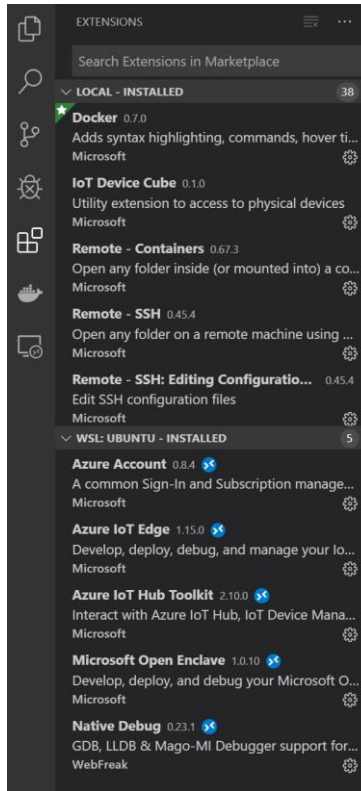 EXTENSIONS
Search Extensions in Marketplace
LOCAL - INSTALLED 38
Docker 0.7.0
Adds syntax highlighting, commands, hover ti...
Microsoft
IoT Device Cube 0.1.0
Utility extension to access to physical devices
Microsoft
Remote - Containers 0.67.3
Open any folder inside (or mounted into) a co...
Microsoft
Remote - SSH 0.45.4
Open any folder on a remote machine using ...
Microsoft
Remote - SSH: Editing Configuratio... 0.45.4
Edit SSH configuration files
Microsoft
WSL: UBUNTU - INSTALLED 5
Azure Account 0.8.4
A common Sign-In and Subscription manage...
Microsoft
Azure IoT Edge 1.15.0
Develop, deploy, debug, and manage your Io...
Microsoft
Azure IoT Hub Toolkit 2.10.0
Interact with Azure IoT Hub, IoT Device Mana...
Microsoft
Microsoft Open Enclave 1.0.10
Develop, deploy, and debug your Microsoft O...
Microsoft
Native Debug 0.23.1
GDB, LLDB & Mago-MI Debugger support for...
WebFreak